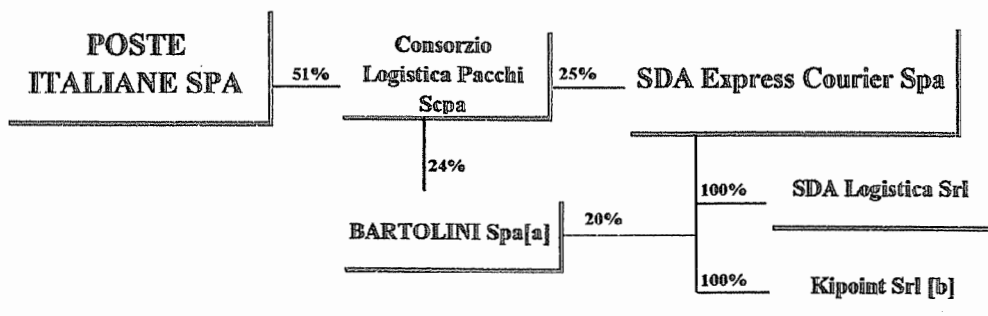 POSTE
ITALIANE SPA
51%
Consorzio
Logistica Pacchi
Scpa
25%
SDA Express Courier Spa
24%
100%
SDA Logistica Srl
BARTOLINI Spa[a]
20%
100%
Kipoint Srl [b]